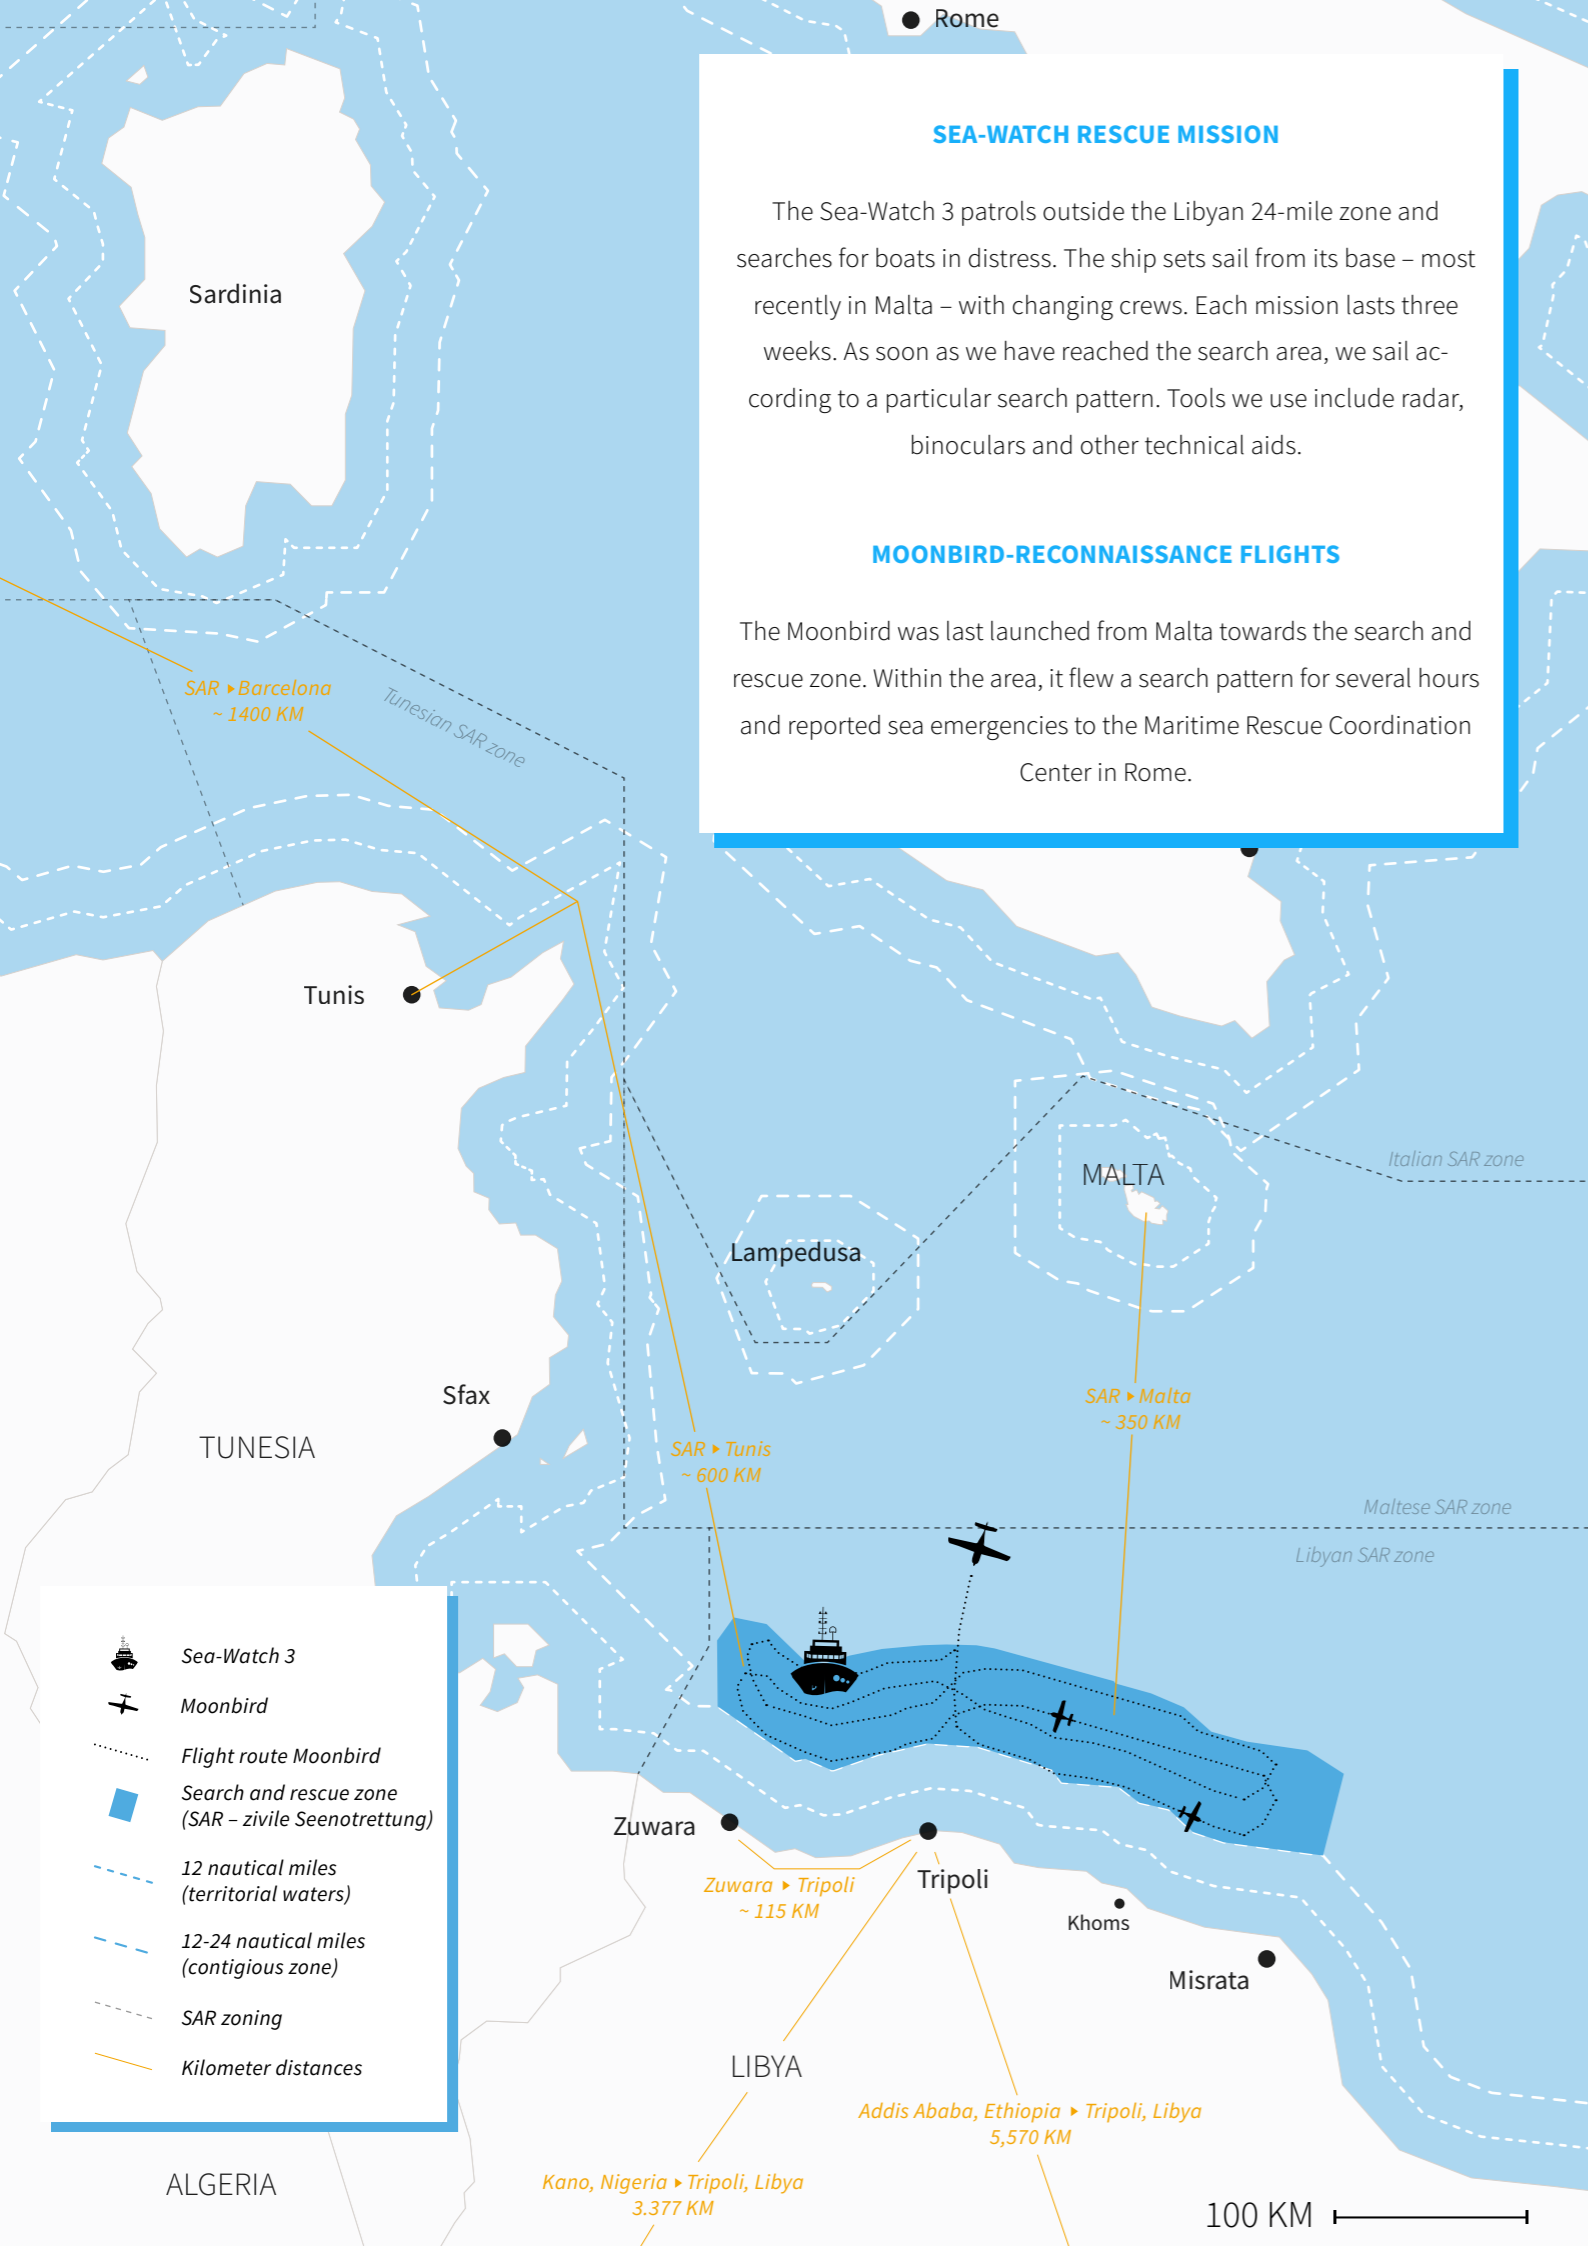 Rome
SEA-WATCH RESCUE MISSION
The Sea-Watch 3 patrols outside the Libyan 24-mile zone and
searches for boats in distress. The ship sets sail from its base – most
recently in Malta – with changing crews. Each mission lasts three
weeks. As soon as we have reached the search area, we sail ac-
cording to a particular search pattern. Tools we use include radar,
binoculars and other technical aids.
MOONBIRD-RECONNAISSANCE FLIGHTS
The Moonbird was last launched from Malta towards the search and
rescue zone. Within the area, it flew a search pattern for several hours
and reported sea emergencies to the Maritime Rescue Coordination
Center in Rome.
Sardinia
SAR ▸ Barcelona
~ 1400 KM
Tunesian SAR zone
Tunis
Italian SAR zone
MALTA
Lampedusa
Sfax
SAR ▸ Malta
~ 350 KM
TUNESIA
SAR ▸ Tunis
~ 600 KM
Maltese SAR zone
Libyan SAR zone
Sea-Watch 3
Moonbird
Flight route Moonbird
Search and rescue zone
(SAR – zivile Seenotrettung)
12 nautical miles
(territorial waters)
12-24 nautical miles
(contigious zone)
SAR zoning
Kilometer distances
Zuwara
Tripoli
Zuwara ▸ Tripoli
~ 115 KM
Khoms
Misrata
LIBYA
Addis Ababa, Ethiopia ▸ Tripoli, Libya
5,570 KM
Kano, Nigeria ▸ Tripoli, Libya
3.377 KM
ALGERIA
100 KM